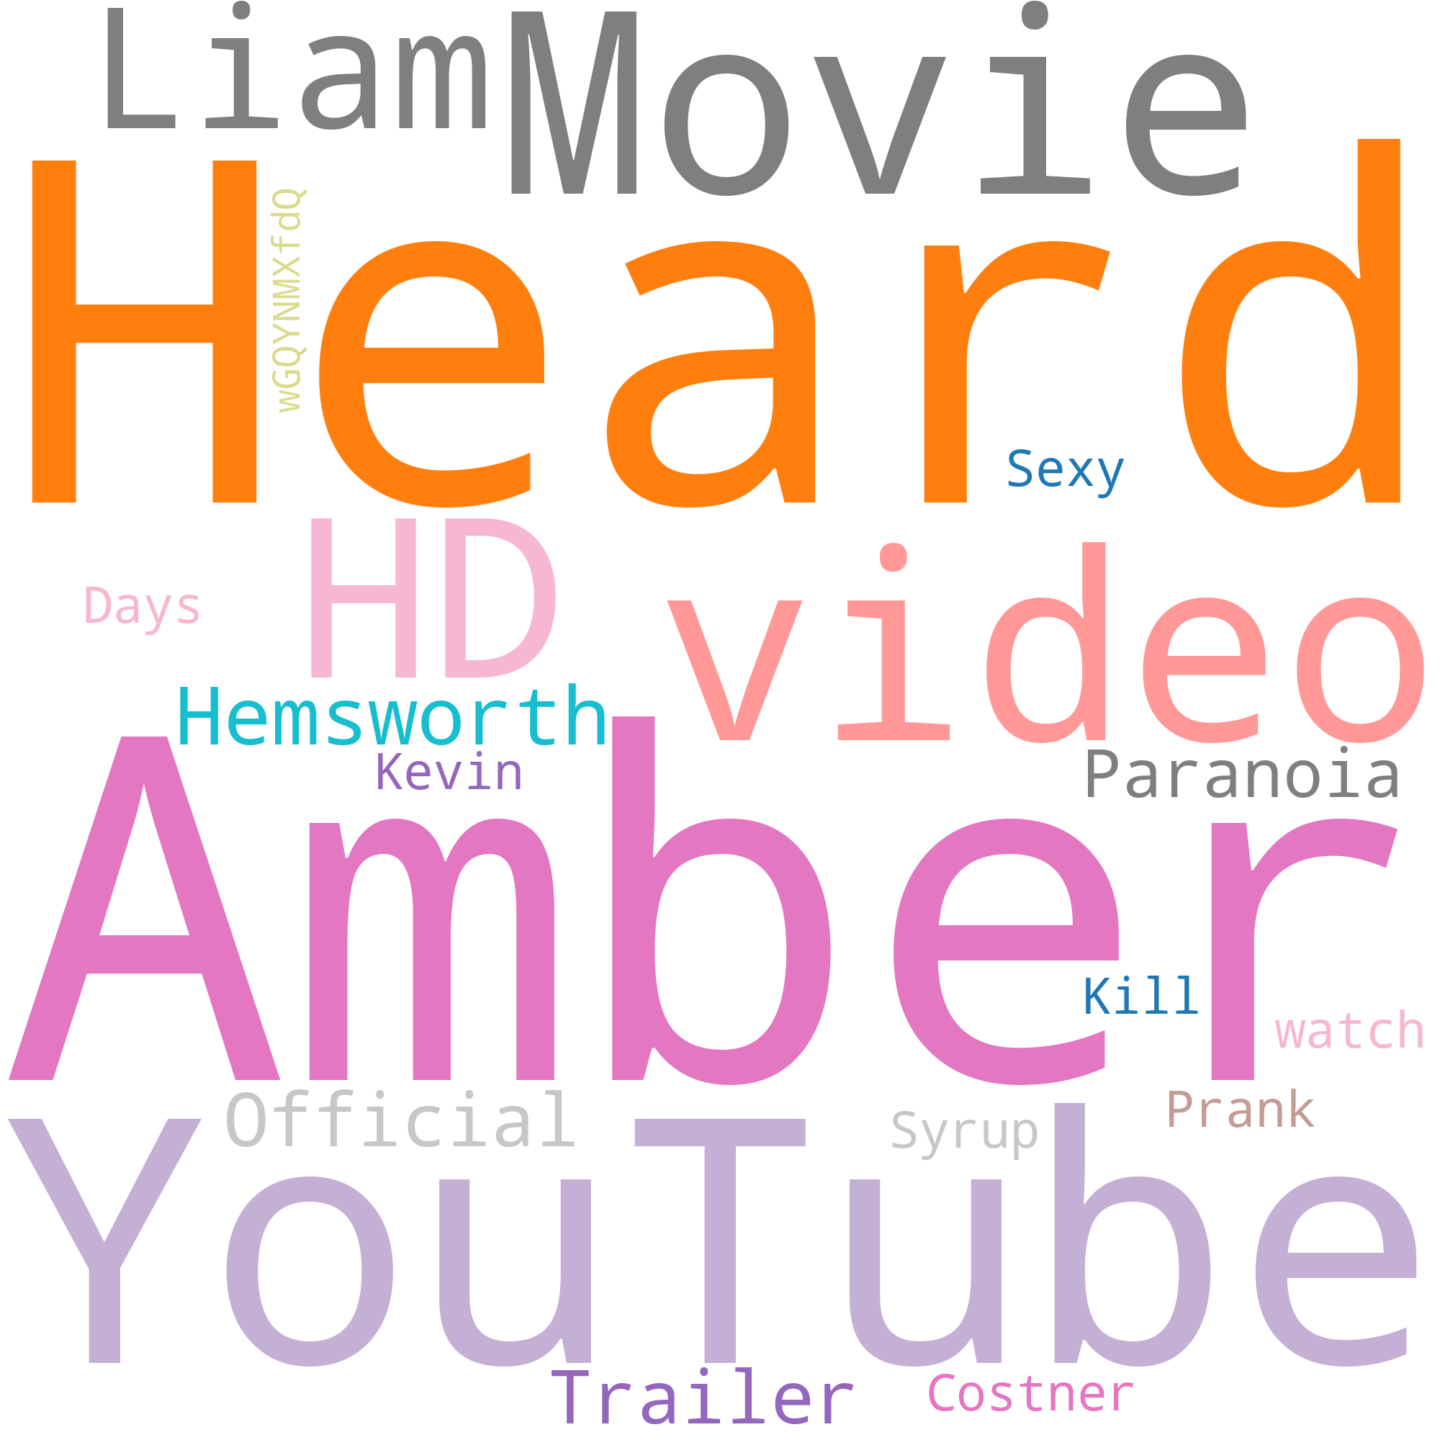 Liam Movie
Heard
wGQYNMXfdQ
Sexy
HD
video
Days
Hemsworth
Kevin
Paranoia
Amber
Kill
watch
Official
Syrup
Prank
YouTube
Trailer
Costner